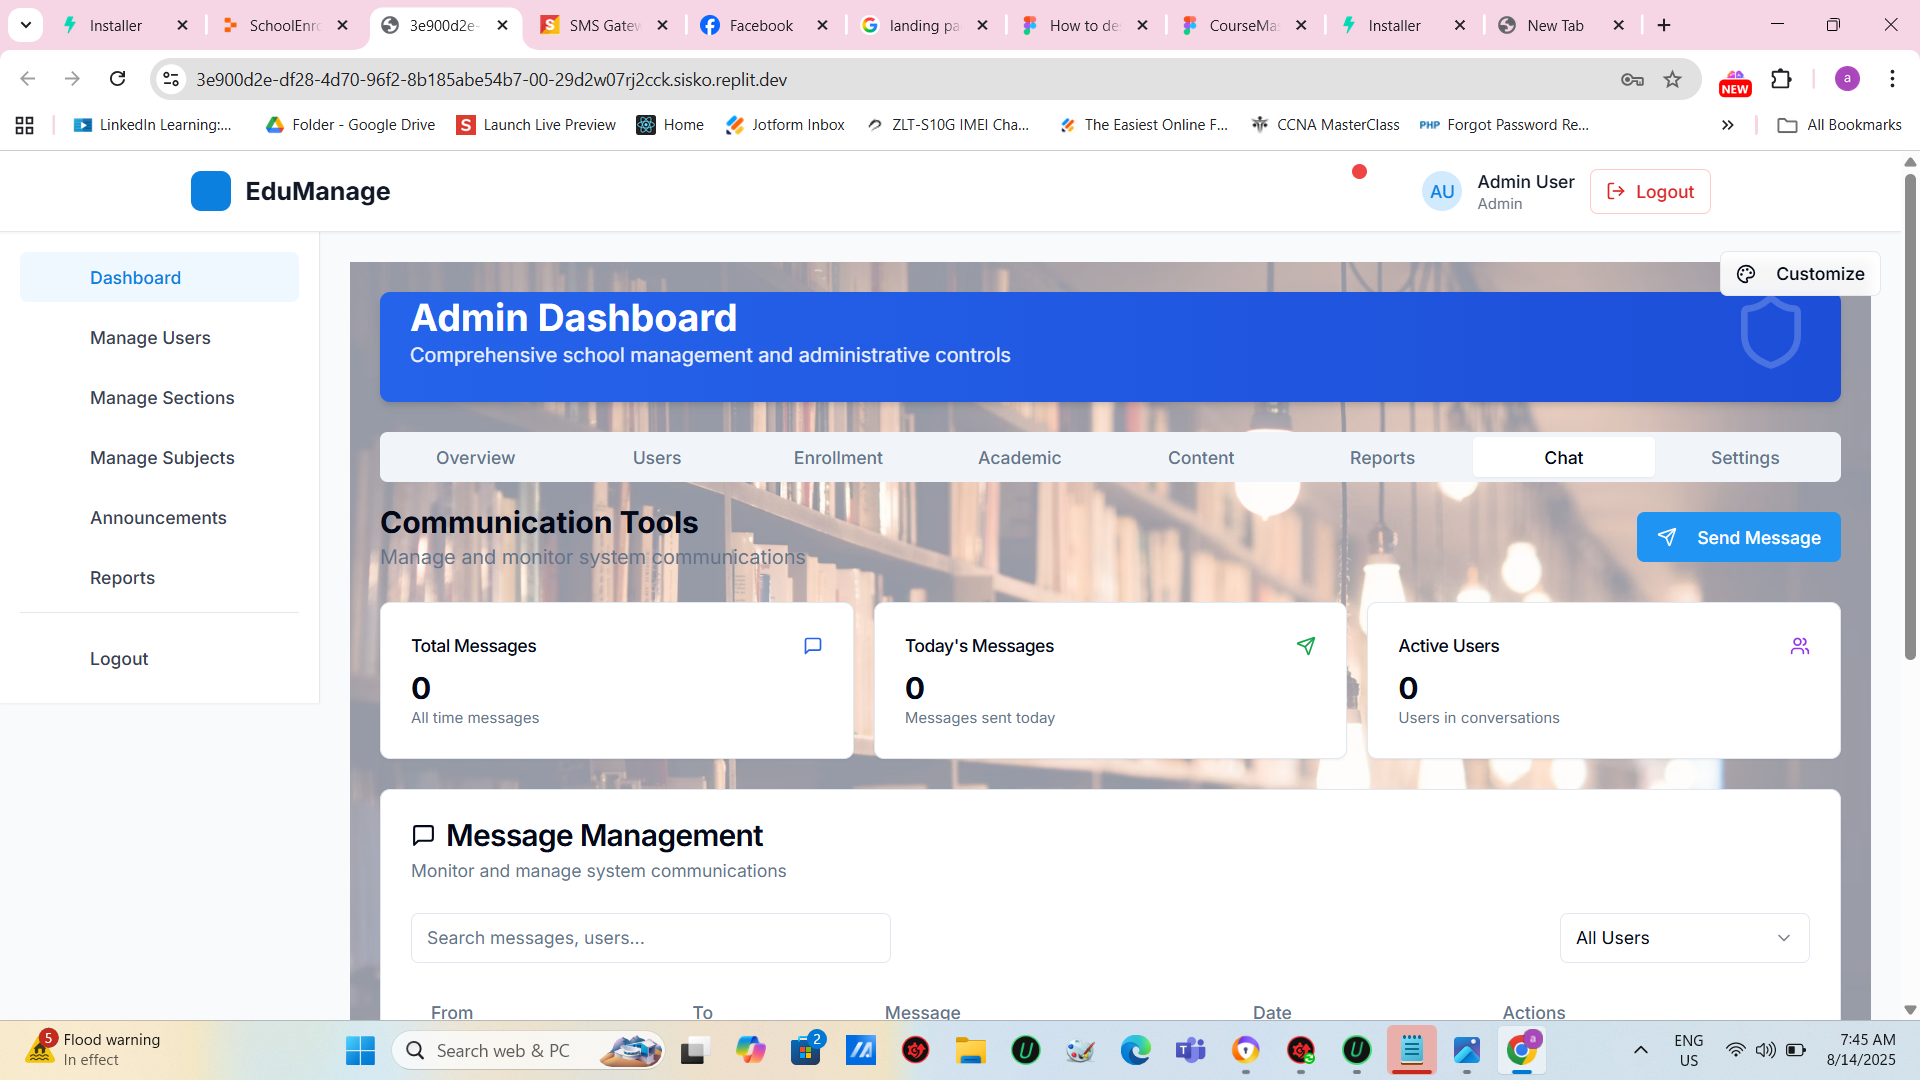 Installer
SchoolEnro
3e900d2e-
SMS Gatew
Facebook
landing pa
How to de
CourseMas
Installer
New Tab
3e900d2e-df28-4d70-96f2-8b185abe54b7-00-29d2w07rj2cck.sisko.replit.dev
NEW
a
LinkedIn Learning:...
Folder - Google Drive
S
Launch Live Preview
Home
Jotform Inbox
ZLT-S10G IMEI Cha...
The Easiest Online F...
CCNA MasterClass
PHP
Forgot Password Re...
All Bookmarks
EduManage
AU
Admin User
Admin
Logout
Dashboard
Manage Users
Manage Sections
Manage Subjects
Announcements
Reports
Logout
Customize
Admin Dashboard
Comprehensive school management and administrative controls
Overview
Users
Enrollment
Academic
Content
Reports
Chat
Settings
Communication Tools
Manage and monitor system communications
Send Message
Total Messages
0
All time messages
Today's Messages
0
Messages sent today
Active Users
0
Users in conversations
Message Management
Monitor and manage system communications
Search messages, users...
All Users
From
To
Message
Date
Actions
5
Flood warning
In effect
Search web & PC
2
a
ENG
US
7:45 AM
8/14/2025